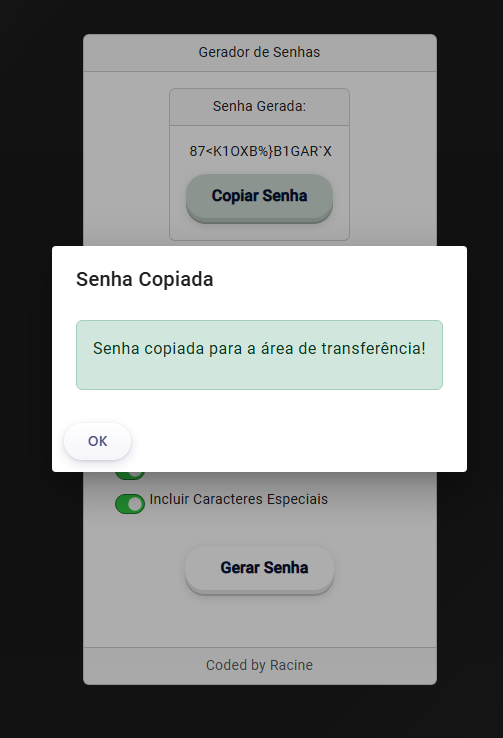 Gerador de Senhas
Senha Gerada:
87<K1OXB%}B1GAR`X
Copiar Senha
Senha Copiada
Senha copiada para a área de transferência!
OK
Incluir Caracteres Especiais
Gerar Senha
Coded by Racine